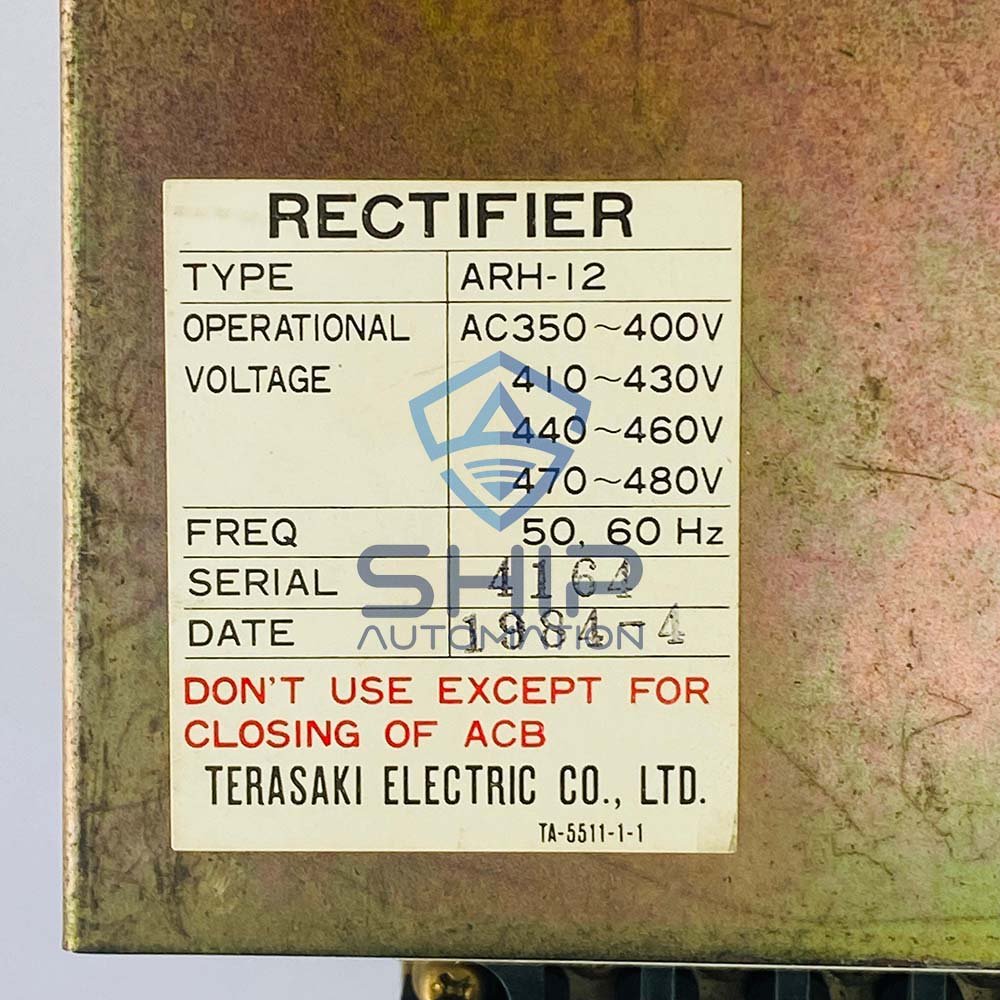 RECTIFIER
TYPE ARH-12
OPERATIONAL AC350~400V
VOLTAGE 410~430V
440~460V
470~480V
FREQ 50, 60 Hz
SERIAL 4164
DATE 1984-4
SHIP
AUTOMATION
DON'T USE EXCEPT FOR
CLOSING OF ACB
TERASAKI ELECTRIC CO., LTD.
TA-5511-1-1